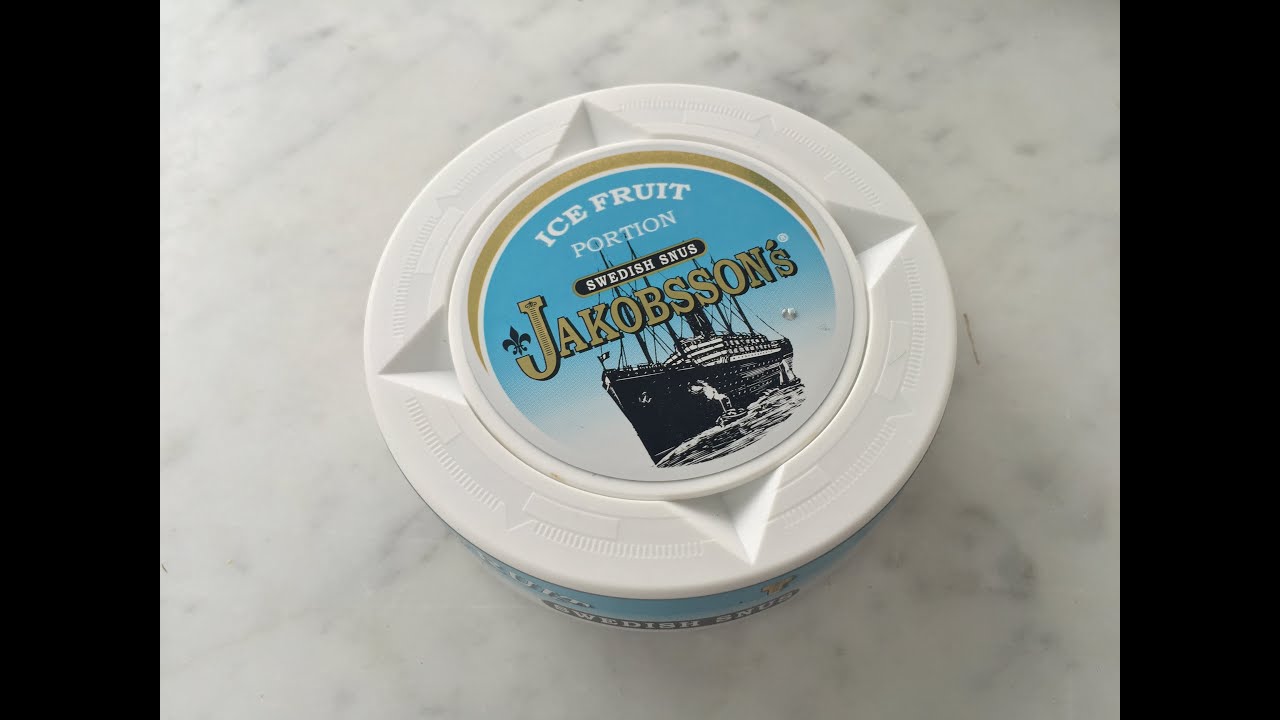 ICE FRUIT
PORTION
SWEDISH SNUS
JAKOBSSON'S®
SWEDISH SNUS